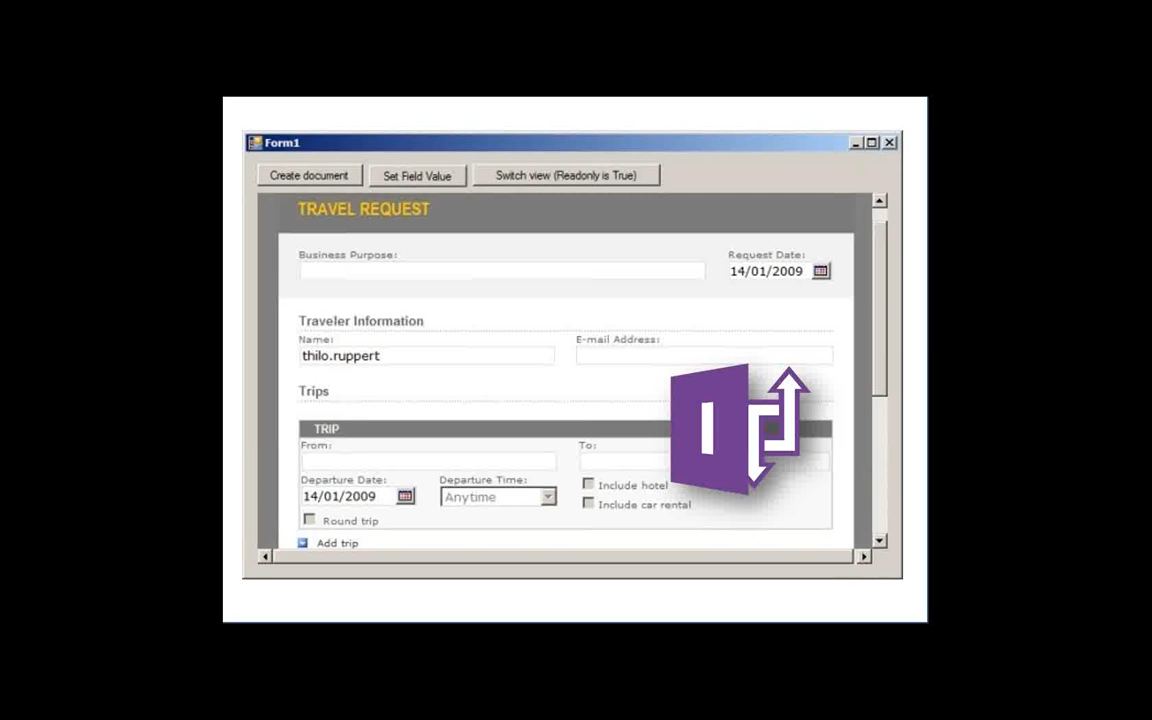 Form1
Create document Set Field Value Switch view (Readonly is True)
TRAVEL REQUEST
Business Purpose: Request Date:
14/01/2009
Traveler Information
Name: E-mail Address:
thilo.ruppert
Trips
TRIP
From: To:
Departure Date: Departure Time: Include hotel
14/01/2009 Anytime
Include car rental
Round trip
Add trip
I